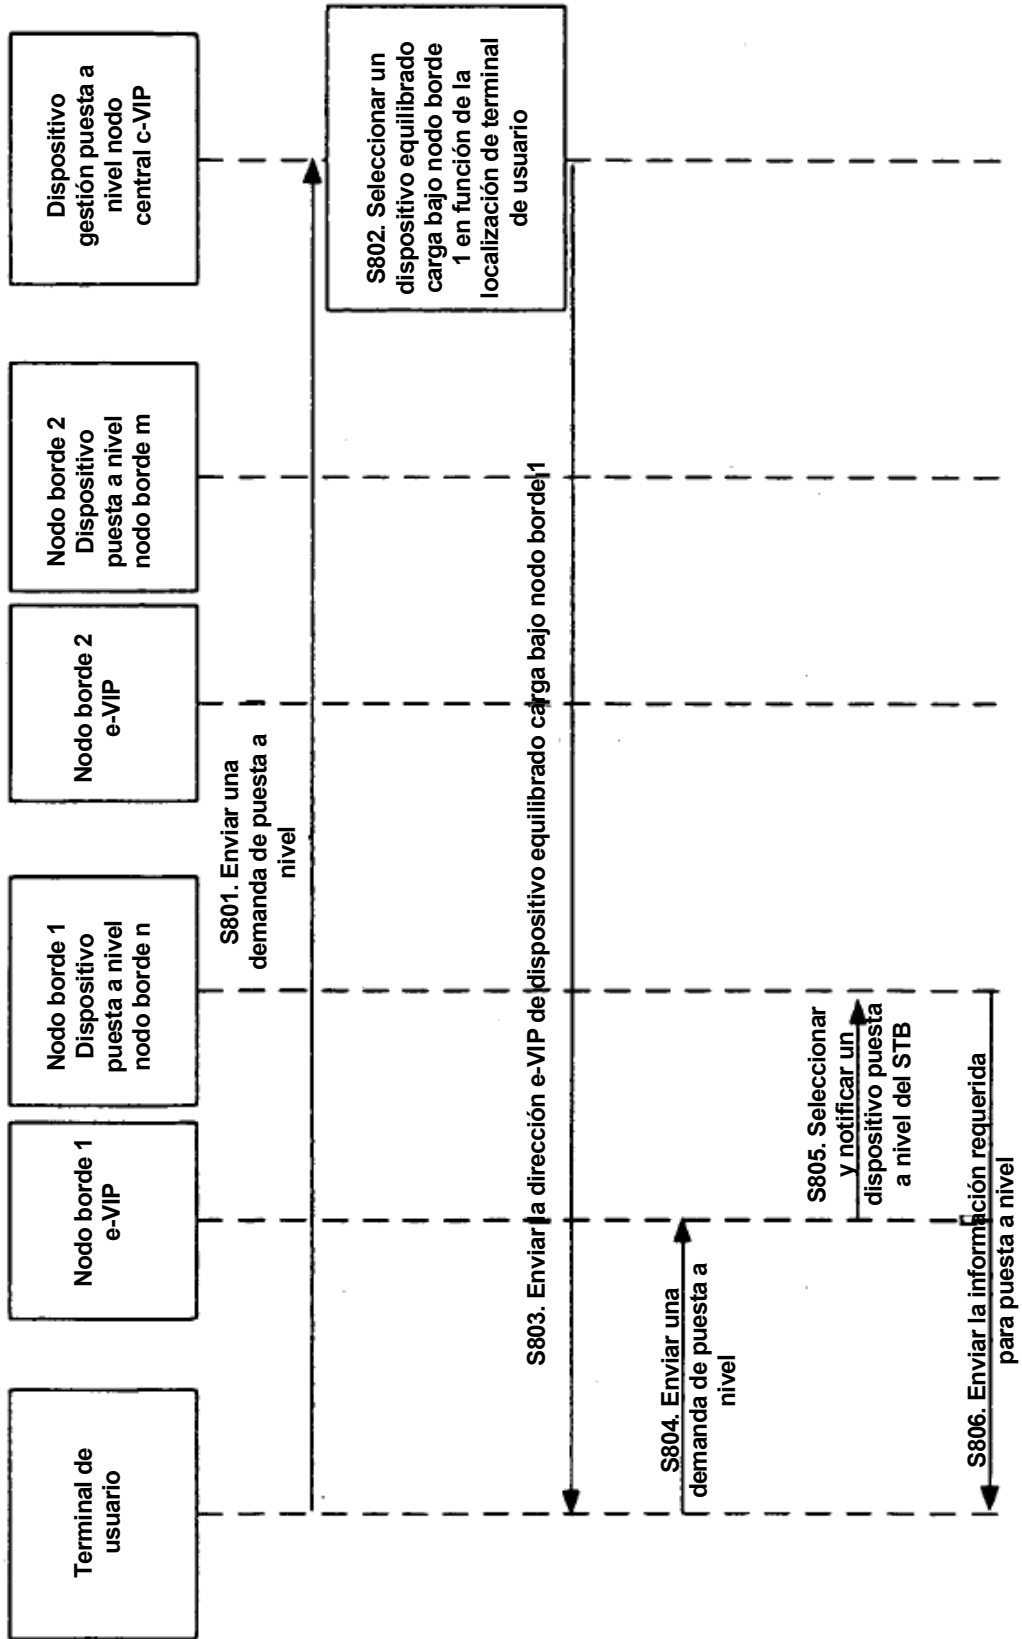 Terminal de
usuario
Nodo borde 1
e-VIP
Nodo borde 1
Dispositivo
puesta a nivel
nodo borde n
Nodo borde 2
e-VIP
Nodo borde 2
Dispositivo
puesta a nivel
nodo borde m
Dispositivo
gestión puesta a
nivel nodo
central c-VIP
S801. Enviar una
demanda de puesta a
nivel
S802. Seleccionar un
dispositivo equilibrado
carga bajo nodo borde
1 en función de la
localización de terminal
de usuario
S803. Enviar la dirección e-VIP de dispositivo equilibrado carga bajo nodo borde 1
S804. Enviar una
demanda de puesta a
nivel
S805. Seleccionar
y notificar un
dispositivo puesta
a nivel del STB
S806. Enviar la información requerida
para puesta a nivel